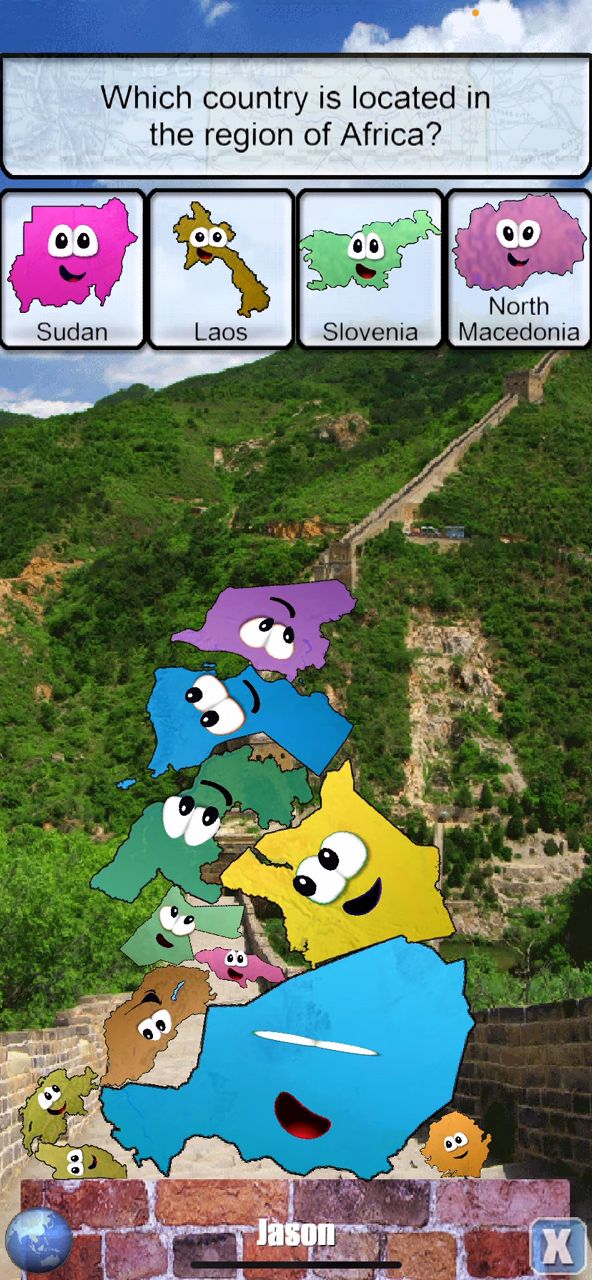 Which country is located in
the region of Africa?
Sudan
Laos
Slovenia
North
Macedonia
Jason
X